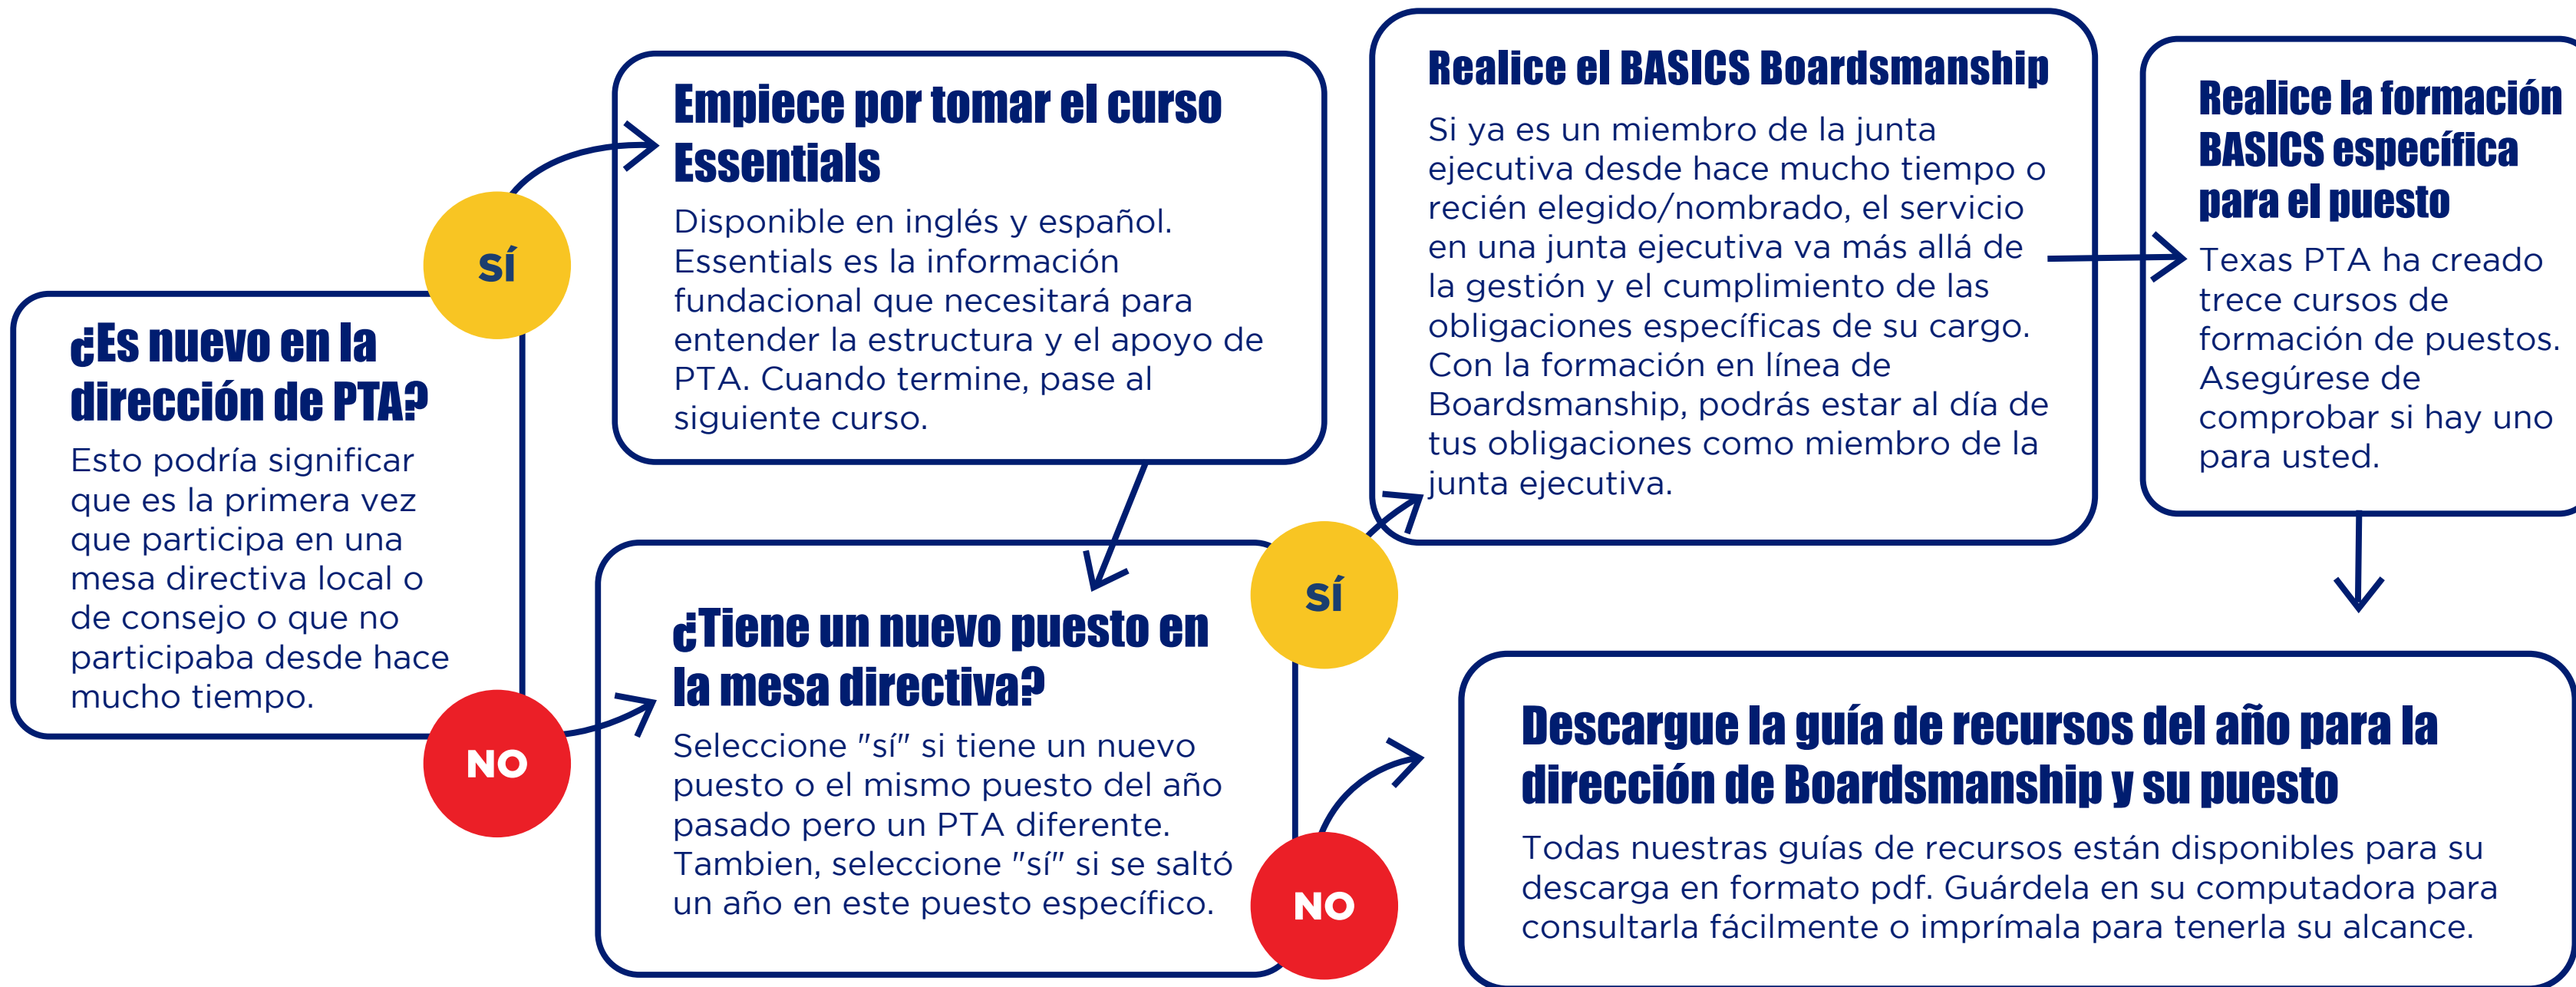 ¿Es nuevo en la
dirección de PTA?
Esto podría significar
que es la primera vez
que participa en una
mesa directiva local o
de consejo o que no
participaba desde hace
mucho tiempo.
SÍ
NO
Empiece por tomar el curso
Essentials
Disponible en inglés y español.
Essentials es la información
fundacional que necesitará para
entender la estructura y el apoyo de
PTA. Cuando termine, pase al
siguiente curso.
¿Tiene un nuevo puesto en
la mesa directiva?
Seleccione "sí" si tiene un nuevo
puesto o el mismo puesto del año
pasado pero un PTA diferente.
Tambien, seleccione "sí" si se saltó
un año en este puesto específico.
SÍ
NO
Realice el BASICS Boardsmanship
Si ya es un miembro de la junta
ejecutiva desde hace mucho tiempo o
recién elegido/nombrado, el servicio
en una junta ejecutiva va más allá de
la gestión y el cumplimiento de las
obligaciones específicas de su cargo.
Con la formación en línea de
Boardsmanship, podrás estar al día de
tus obligaciones como miembro de la
junta ejecutiva.
Realice la formación
BASICS específica
para el puesto
Texas PTA ha creado
trece cursos de
formación de puestos.
Asegúrese de
comprobar si hay uno
para usted.
Descargue la guía de recursos del año para la
dirección de Boardsmanship y su puesto
Todas nuestras guías de recursos están disponibles para su
descarga en formato pdf. Guárdela en su computadora para
consultarla fácilmente o imprímala para tenerla su alcance.